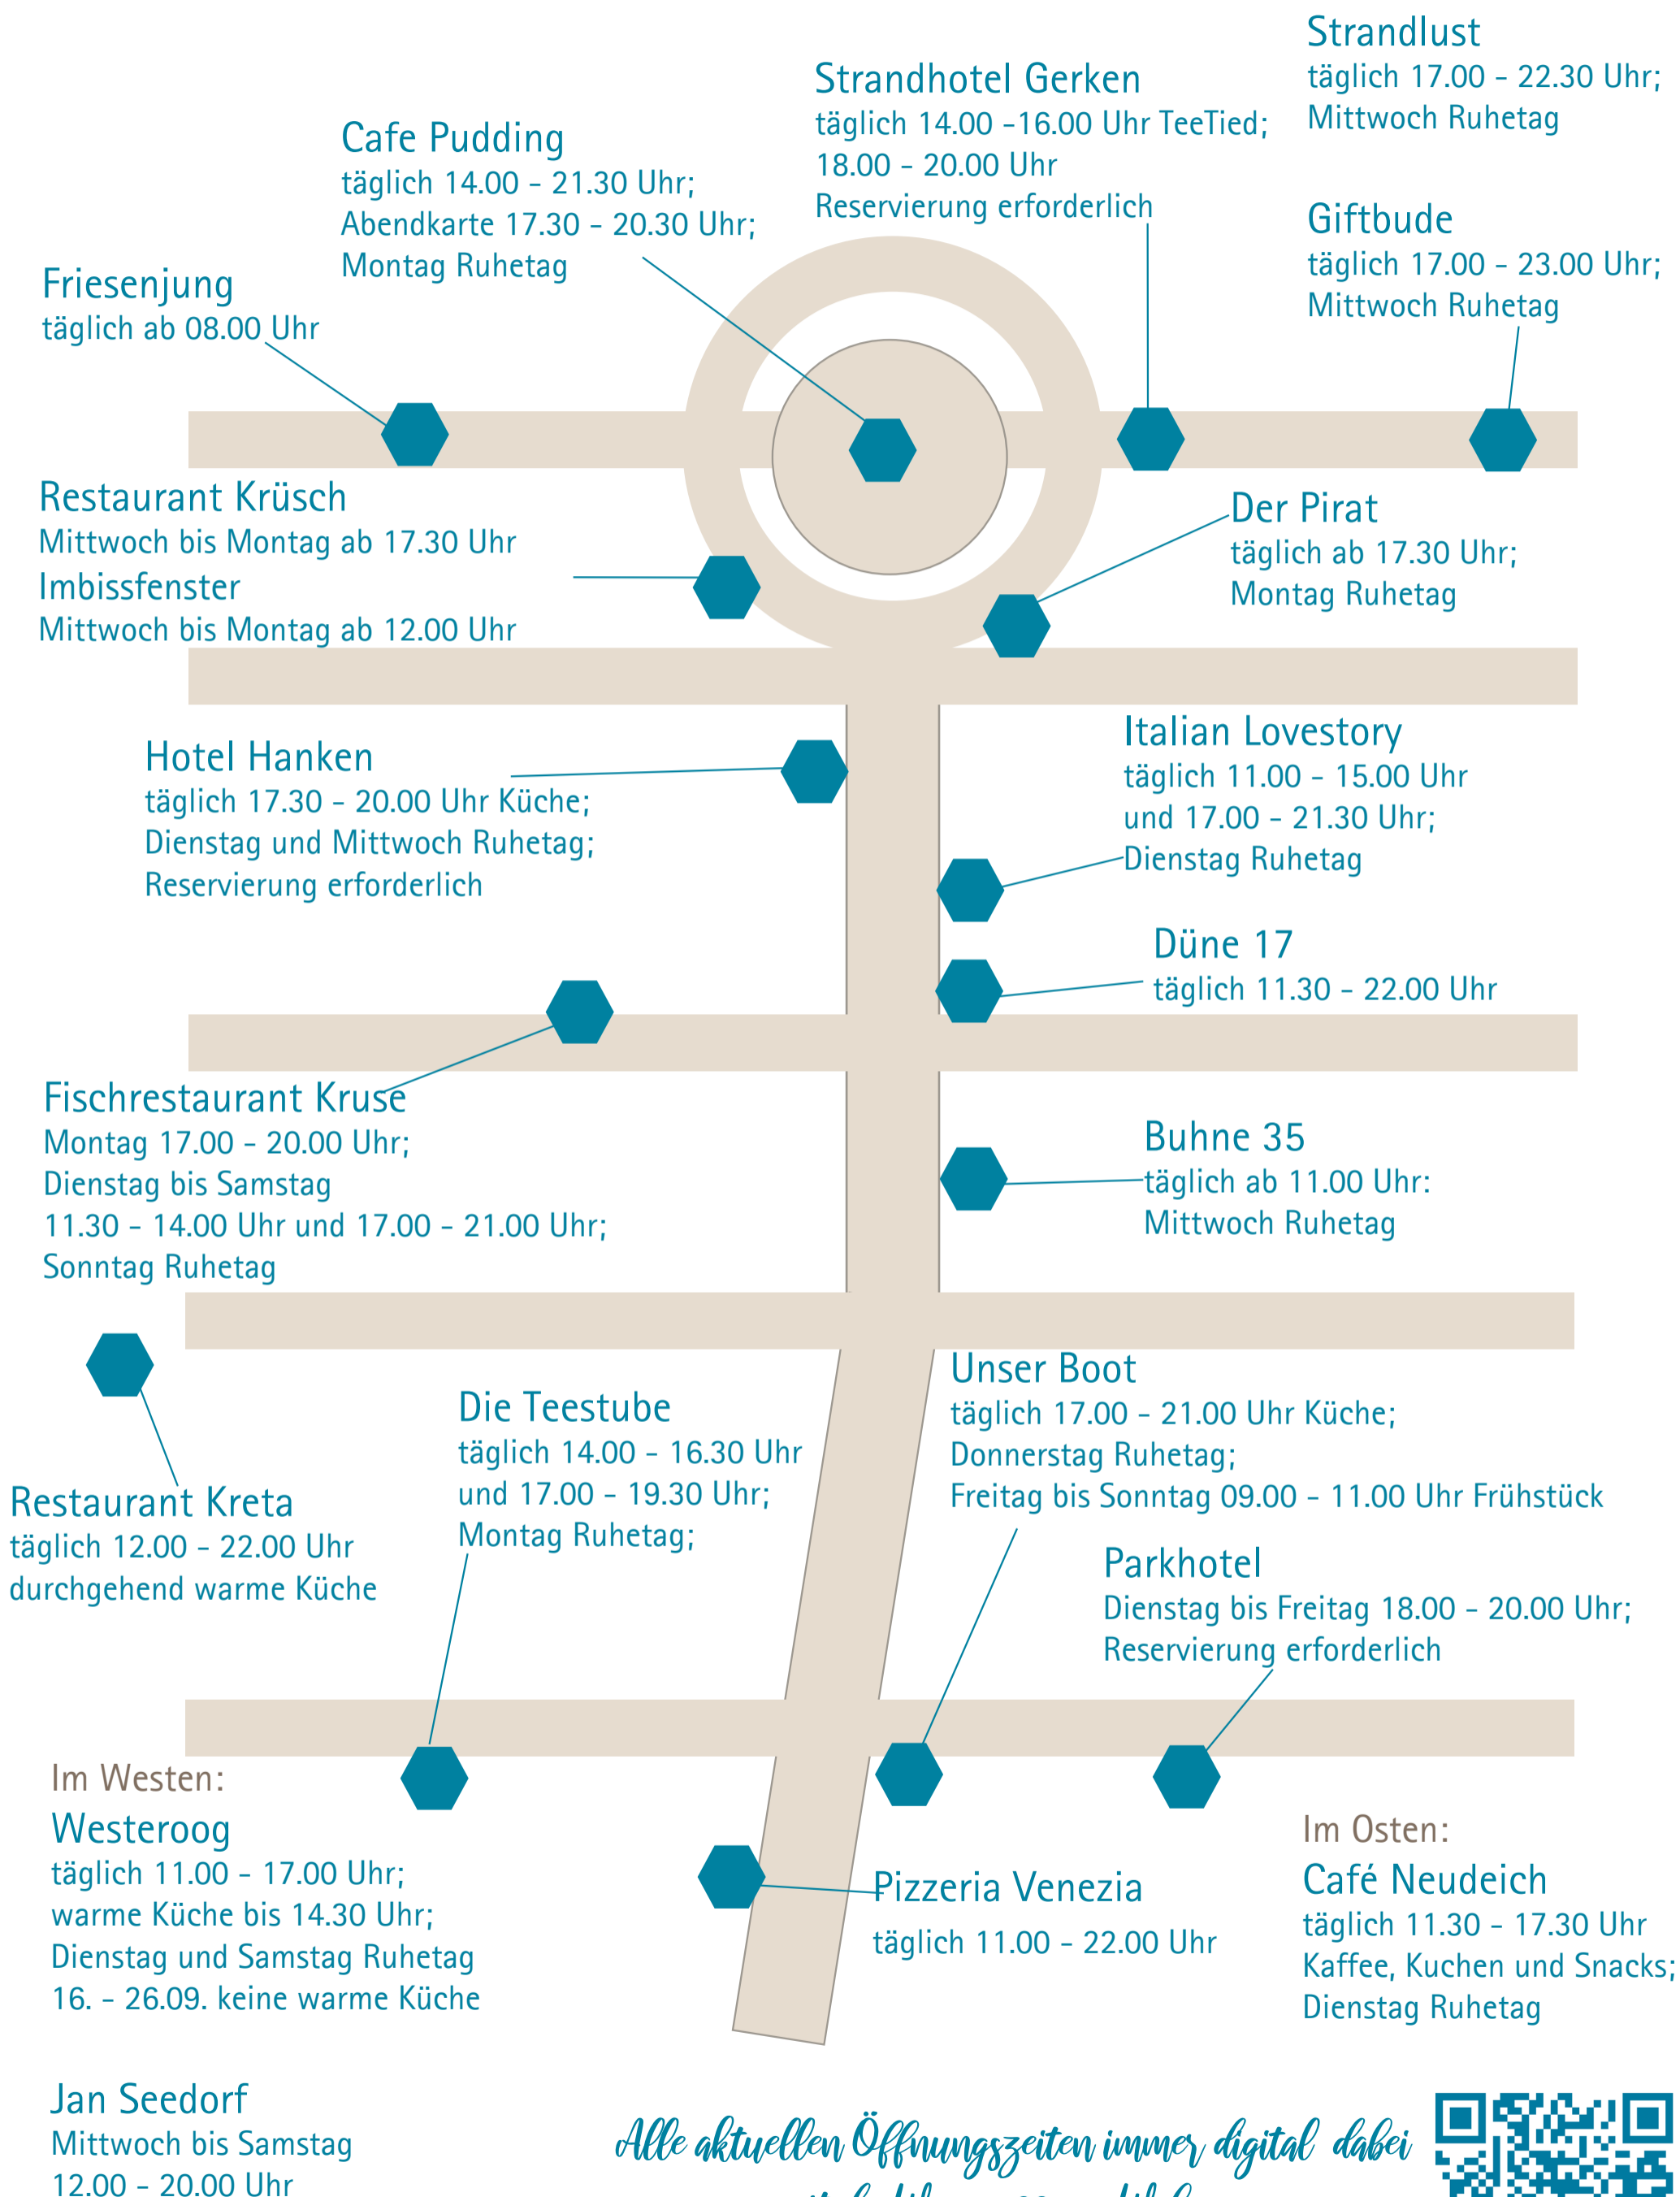 Strandlust
täglich 17.00 - 22.30 Uhr;
Mittwoch Ruhetag
Strandhotel Gerken
täglich 14.00 -16.00 Uhr TeeTied;
18.00 - 20.00 Uhr
Reservierung erforderlich
Cafe Pudding
täglich 14.00 - 21.30 Uhr;
Abendkarte 17.30 - 20.30 Uhr;
Montag Ruhetag
Giftbude
täglich 17.00 - 23.00 Uhr;
Mittwoch Ruhetag
Friesenjung
täglich ab 08.00 Uhr
Restaurant Krüsch
Mittwoch bis Montag ab 17.30 Uhr
Imbissfenster
Mittwoch bis Montag ab 12.00 Uhr
Der Pirat
täglich ab 17.30 Uhr;
Montag Ruhetag
Hotel Hanken
täglich 17.30 - 20.00 Uhr Küche;
Dienstag und Mittwoch Ruhetag;
Reservierung erforderlich
Italian Lovestory
täglich 11.00 - 15.00 Uhr
und 17.00 - 21.30 Uhr;
Dienstag Ruhetag
Düne 17
täglich 11.30 - 22.00 Uhr
Fischrestaurant Kruse
Montag 17.00 - 20.00 Uhr;
Dienstag bis Samstag
11.30 - 14.00 Uhr und 17.00 - 21.00 Uhr;
Sonntag Ruhetag
Buhne 35
täglich ab 11.00 Uhr:
Mittwoch Ruhetag
Restaurant Kreta
täglich 12.00 - 22.00 Uhr
durchgehend warme Küche
Die Teestube
täglich 14.00 - 16.30 Uhr
und 17.00 - 19.30 Uhr;
Montag Ruhetag;
Unser Boot
täglich 17.00 - 21.00 Uhr Küche;
Donnerstag Ruhetag;
Freitag bis Sonntag 09.00 - 11.00 Uhr Frühstück
Parkhotel
Dienstag bis Freitag 18.00 - 20.00 Uhr;
Reservierung erforderlich
Im Westen:
Westeroog
täglich 11.00 - 17.00 Uhr;
warme Küche bis 14.30 Uhr;
Dienstag und Samstag Ruhetag
16. - 26.09. keine warme Küche
Pizzeria Venezia
täglich 11.00 - 22.00 Uhr
Im Osten:
Café Neudeich
täglich 11.30 - 17.30 Uhr
Kaffee, Kuchen und Snacks;
Dienstag Ruhetag
Jan Seedorf
Mittwoch bis Samstag
12.00 - 20.00 Uhr
Alle aktuellen Öffnungszeiten immer digital dabei